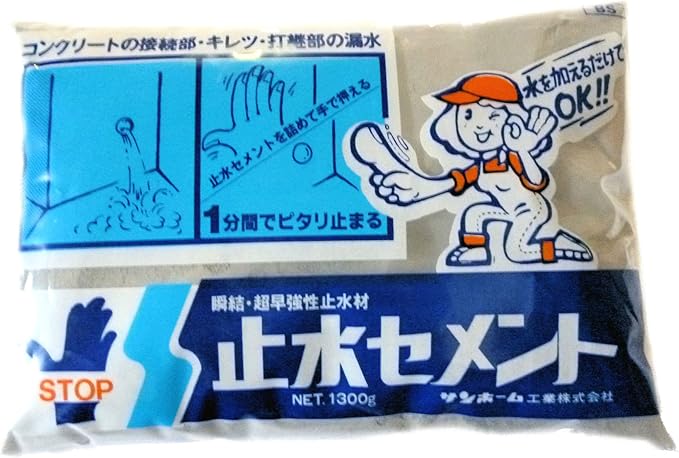 BS
コンクリートの接続部・キレツ・打継部の漏水
水を加えるだけで
OK!!
止水セメントを詰めて手で押える
1分間でピタリ止まる
瞬結・超早強性止水材
止水セメント
STOP
NET. 1300g
サンホーム工業株式会社